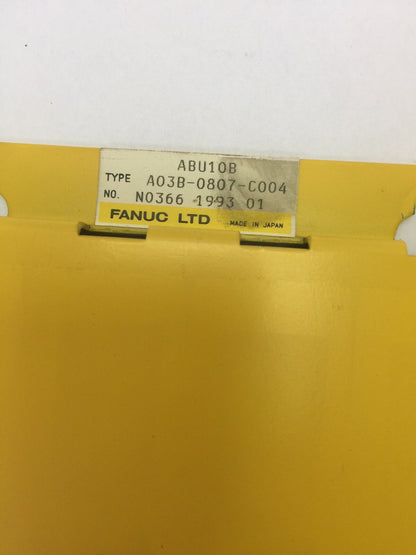 ABU10B
TYPE A03B-0807-C004
NO. N0366 1993 01
FANUC LTD MADE IN JAPAN